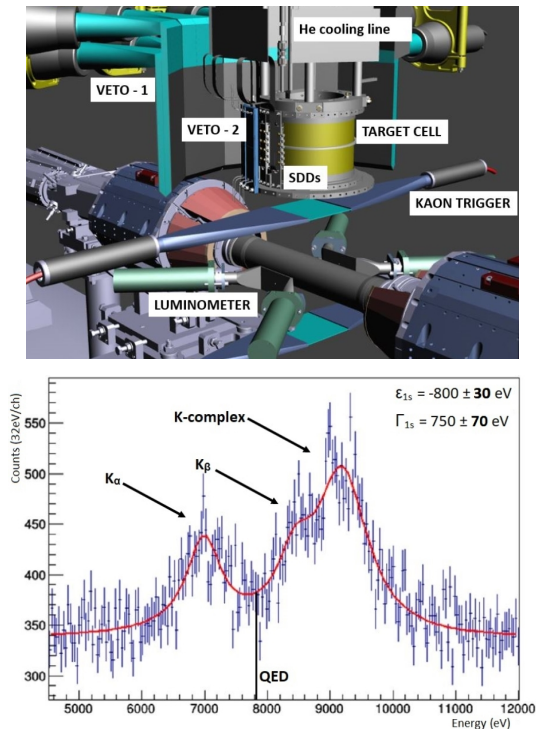 He cooling line
VETO - 1
VETO - 2
TARGET CELL
SDDs
KAON TRIGGER
LUMINOMETER
Counts (32eV/ch)
ε1s = -800 ± 30 eV
Γ1s = 750 ± 70 eV
K-complex
Kβ
Kα
550
500
450
400
350
300
QED
5000 6000 7000 8000 9000 10000 11000 12000
Energy (eV)